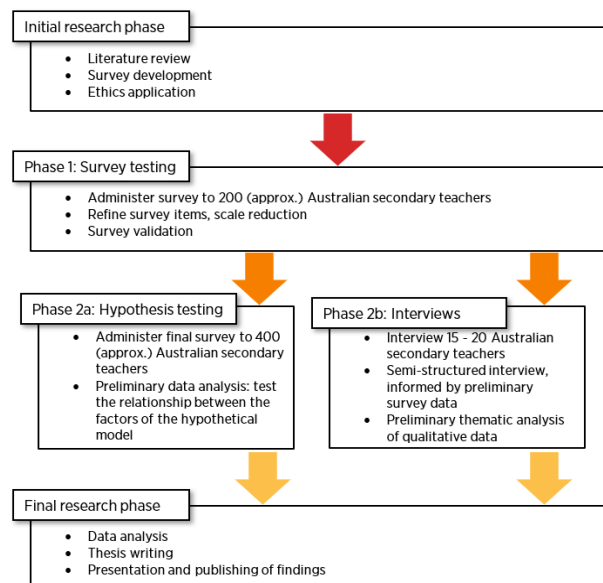 Initial research phase
• Literature review
• Survey development
• Ethics application
Phase 1: Survey testing
• Administer survey to 200 (approx.) Australian secondary teachers
• Refine survey items, scale reduction
• Survey validation
Phase 2a: Hypothesis testing
• Administer final survey to 400
(approx.) Australian secondary
teachers
• Preliminary data analysis: test
the relationship between the
factors of the hypothetical
model
Phase 2b: Interviews
• Interview 15 - 20 Australian
secondary teachers
• Semi-structured interview,
informed by preliminary
survey data
• Preliminary thematic analysis
of qualitative data
Final research phase
• Data analysis
• Thesis writing
• Presentation and publishing of findings